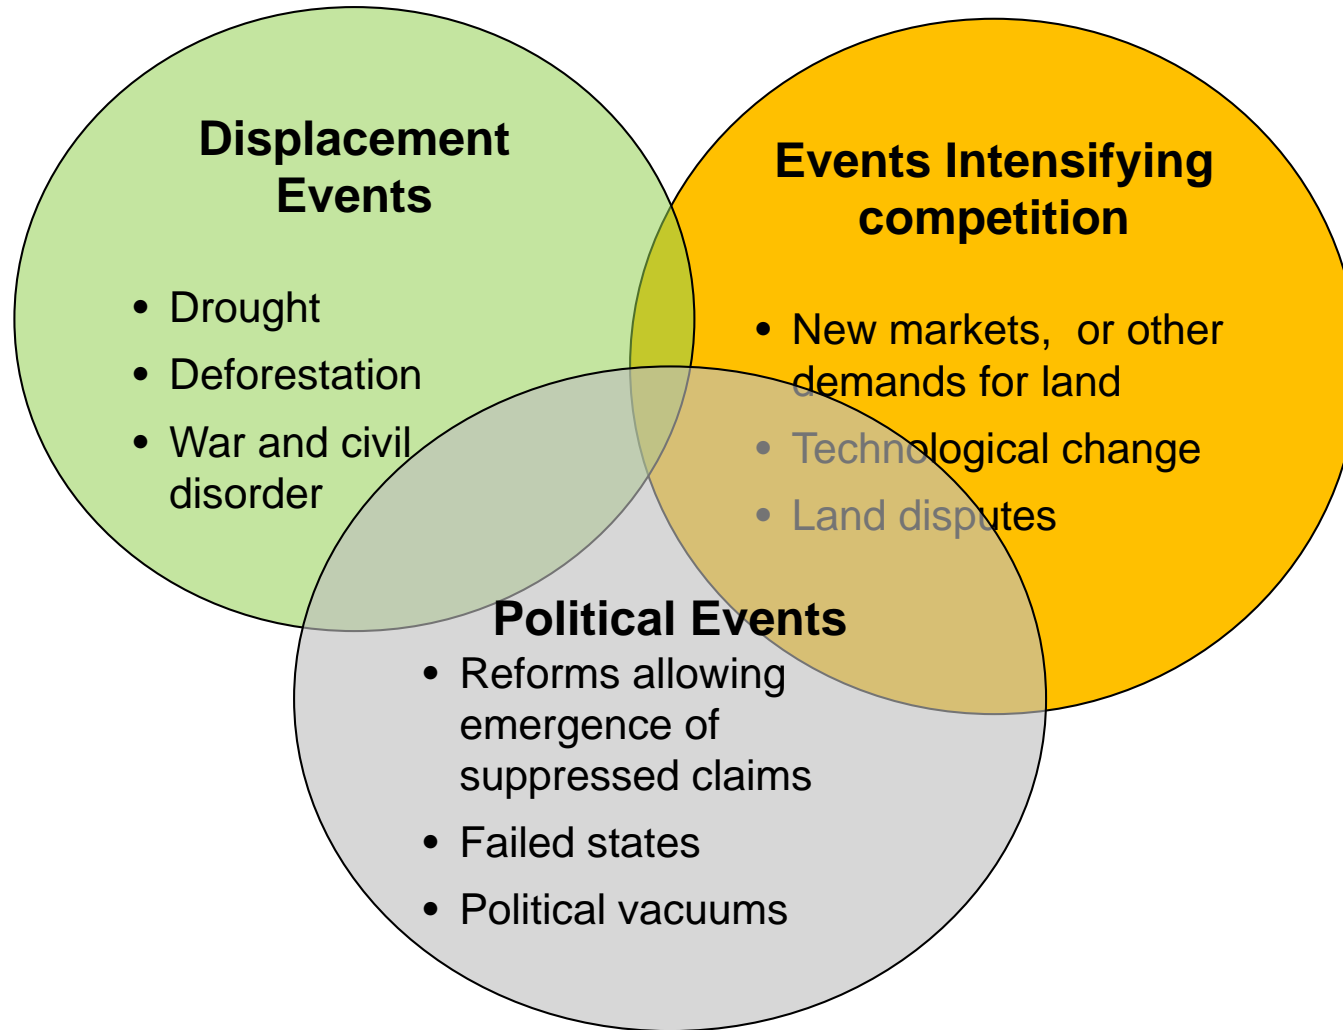 Displacement
Events
• Drought
• Deforestation
• War and civil
disorder
Events Intensifying
competition
• New markets,  or other
demands for land
• Technological change
• Land disputes
Political Events
• Reforms allowing
emergence of
suppressed claims
• Failed states
• Political vacuums